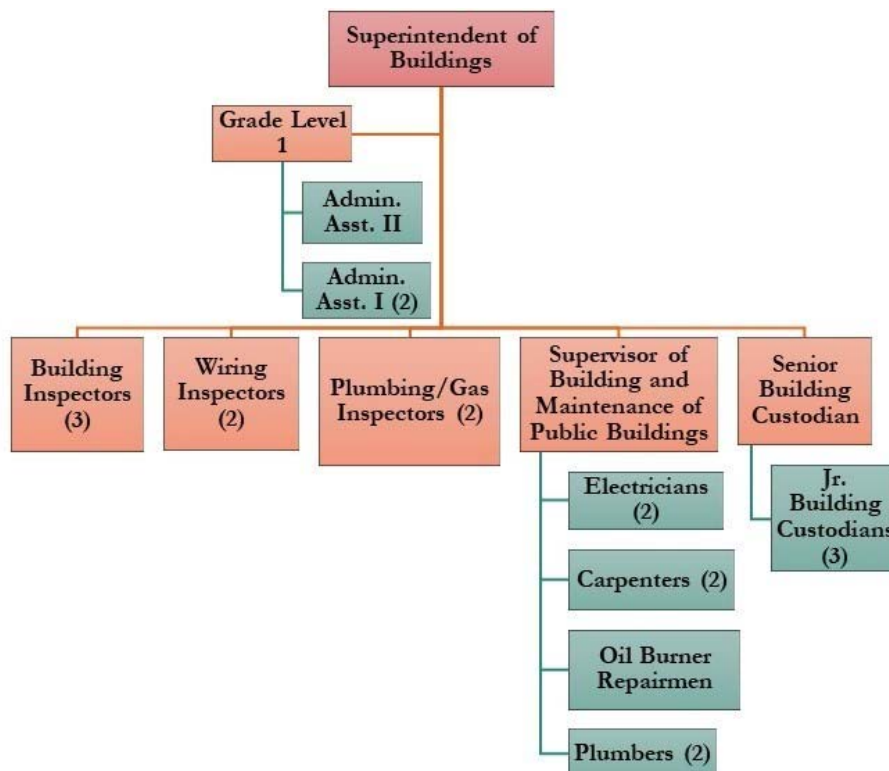 Superintendent of
Buildings
Grade Level
1
Admin.
Asst. II
Admin.
Asst. I (2)
Building
Inspectors
(3)
Wiring
Inspectors
(2)
Plumbing/Gas
Inspectors (2)
Supervisor of
Building and
Maintenance of
Public Buildings
Senior
Building
Custodian
Electricians
(2)
Carpenters (2)
Oil Burner
Repairmen
Plumbers (2)
Jr.
Building
Custodians
(3)